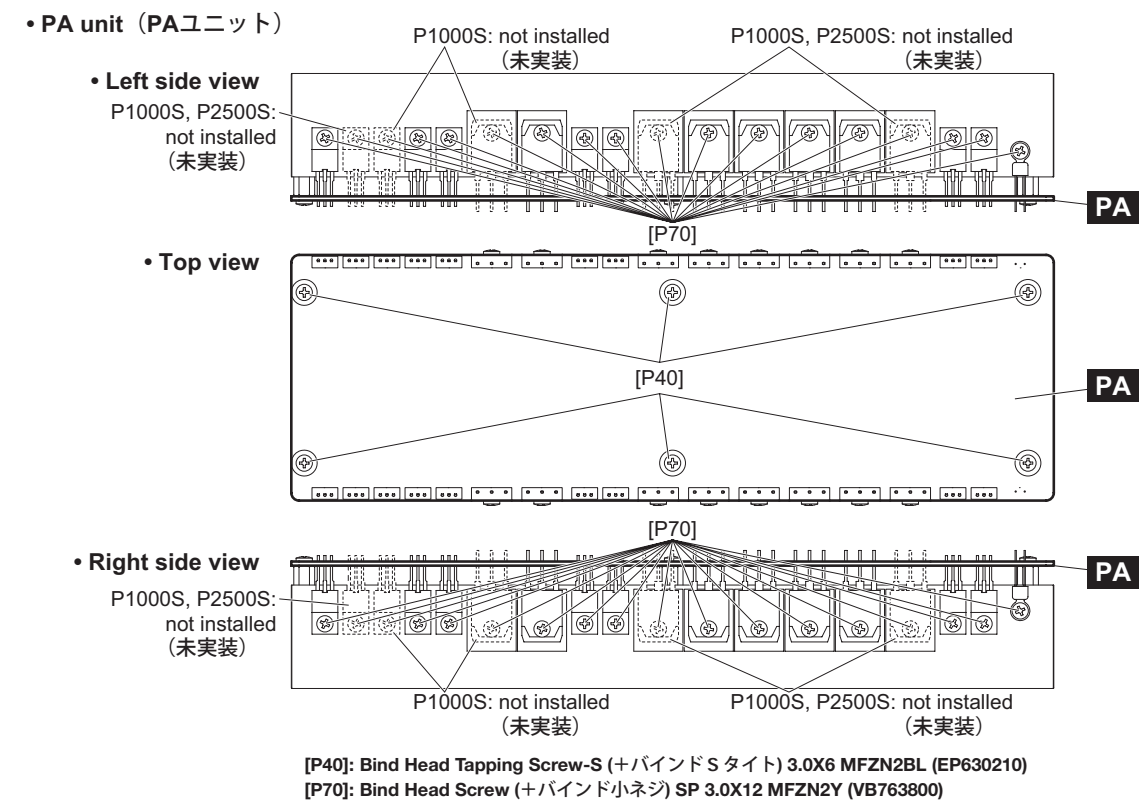 • PA unit（PAユニット）
P1000S: not installed
（未実装）
P1000S, P2500S: not installed
（未実装）
• Left side view
P1000S, P2500S:
not installed
（未実装）
PA
[P70]
• Top view
[P40]
PA
[P70]
• Right side view
PA
P1000S, P2500S:
not installed
（未実装）
P1000S: not installed
（未実装）
P1000S, P2500S: not installed
（未実装）
[P40]: Bind Head Tapping Screw-S (＋バインド S タイト) 3.0X6 MFZN2BL (EP630210)
[P70]: Bind Head Screw (＋バインド小ネジ) SP 3.0X12 MFZN2Y (VB763800)